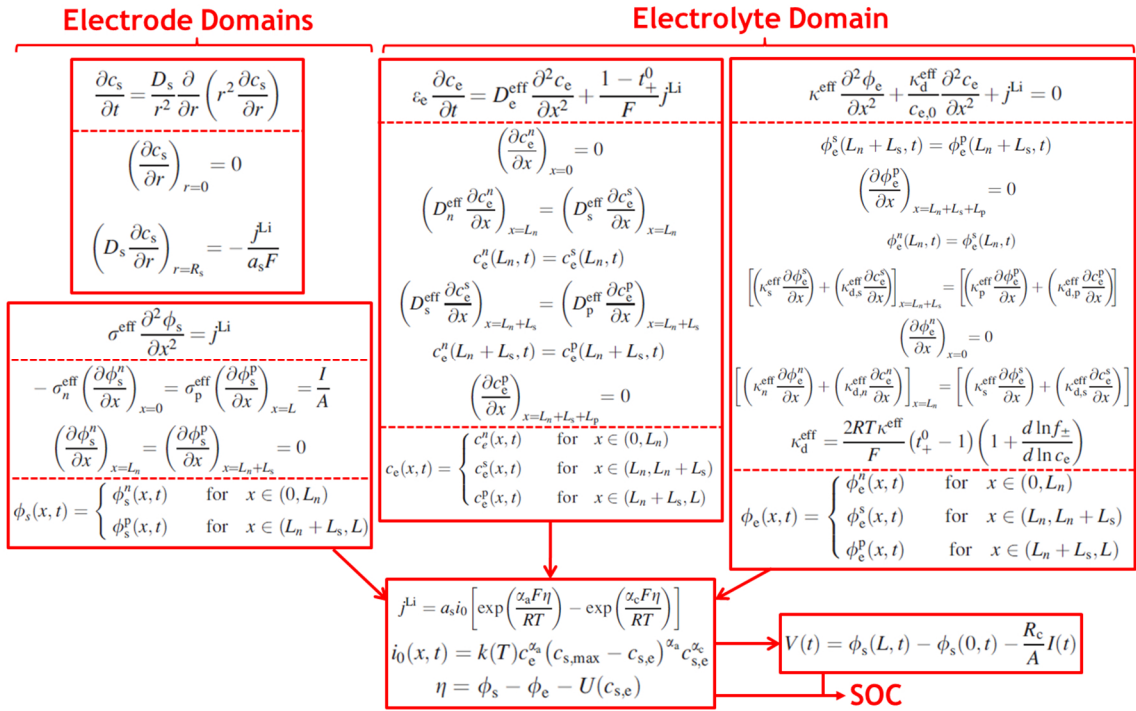 Electrode Domains
Electrolyte Domain
∂c_s/∂t = D_s/r² ∂/∂r (r² ∂c_s/∂r)
(∂c_s/∂r)_{r=0} = 0
(D_s ∂c_s/∂r)_{r=R_s} = − j^Li/(a_s F)
σ^eff ∂²ϕ_s/∂x² = j^Li
− σ_n^eff (∂ϕ_s^n/∂x)_{x=0} = σ_p^eff (∂ϕ_s^p/∂x)_{x=L} = I/A
(∂ϕ_s^n/∂x)_{x=L_n} = (∂ϕ_s^p/∂x)_{x=L_n+L_s} = 0
ϕ_s(x,t) = { ϕ_s^n(x,t) for x ∈ (0,L_n)
ϕ_s^p(x,t) for x ∈ (L_n + L_s,L)
ε_e ∂c_e/∂t = D_e^eff ∂²c_e/∂x² + (1 − t_+^0)/F j^Li
(∂c_e^n/∂x)_{x=0} = 0
(D_n^eff ∂c_e^n/∂x)_{x=L_n} = (D_s^eff ∂c_e^s/∂x)_{x=L_n}
c_e^n(L_n,t) = c_e^s(L_n,t)
(D_s^eff ∂c_e^s/∂x)_{x=L_n+L_s} = (D_p^eff ∂c_e^p/∂x)_{x=L_n+L_s}
c_e^n(L_n + L_s,t) = c_e^p(L_n + L_s,t)
(∂c_e^p/∂x)_{x=L_n+L_s+L_p} = 0
c_e(x,t) = { c_e^n(x,t) for x ∈ (0,L_n)
c_e^s(x,t) for x ∈ (L_n,L_n + L_s)
c_e^p(x,t) for x ∈ (L_n + L_s,L)
κ^eff ∂²ϕ_e/∂x² + κ_d^eff/c_{e,0} ∂²c_e/∂x² + j^Li = 0
ϕ_e^s(L_n + L_s,t) = ϕ_e^p(L_n + L_s,t)
(∂ϕ_e^p/∂x)_{x=L_n+L_s+L_p} = 0
ϕ_e^n(L_n,t) = ϕ_e^s(L_n,t)
[(κ_s^eff ∂ϕ_e^s/∂x) + (κ_{d,s}^eff ∂c_e^s/∂x)]_{x=L_n+L_s} = [(κ_p^eff ∂ϕ_e^p/∂x) + (κ_{d,p}^eff ∂c_e^p/∂x)]
(∂ϕ_e^n/∂x)_{x=0} = 0
[(κ_n^eff ∂ϕ_e^n/∂x) + (κ_{d,n}^eff ∂c_e^n/∂x)]_{x=L_n} = [(κ_s^eff ∂ϕ_e^s/∂x) + (κ_{d,s}^eff ∂c_e^s/∂x)]
κ_d^eff = 2RTκ^eff/F (t_+^0 − 1)(1 + d ln f_±/d ln c_e)
ϕ_e(x,t) = { ϕ_e^n(x,t) for x ∈ (0,L_n)
ϕ_e^s(x,t) for x ∈ (L_n,L_n + L_s)
ϕ_e^p(x,t) for x ∈ (L_n + L_s,L)
j^Li = a_s i_0 [exp(α_a Fη/RT) − exp(α_c Fη/RT)]
i_0(x,t) = k(T)c_e^{α_a}(c_{s,max} − c_{s,e})^{α_a} c_{s,e}^{α_c}
η = ϕ_s − ϕ_e − U(c_{s,e})
V(t) = ϕ_s(L,t) − ϕ_s(0,t) − R_c/A I(t)
SOC